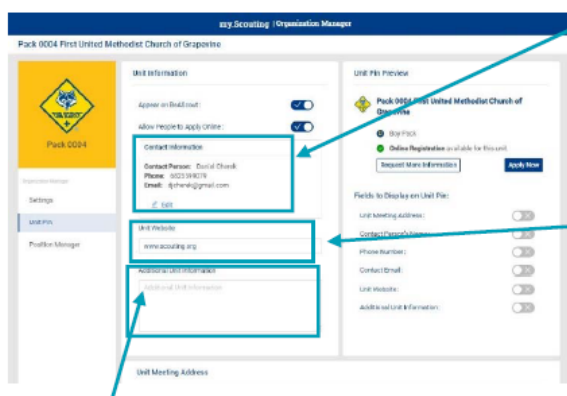 my.Scouting | Organization Manager
Pack 0004 First United Methodist Church of Grapevine
Pack 0004
Organization Manager
Settings
Unit Pin
Position Manager
Unit Information
Appear on BeAScout:
Allow People to Apply Online:
Contact Information
Contact Person: Daniel
Phone:
Email:
Edit
Unit Website
www.scouting.org
Additional Unit Information
Additional Unit Information
Unit Meeting Address
Unit Pin Preview
Pack 0004 First United Methodist Church of
Grapevine
Boy Pack
Online Registration available for this unit
Request More Information
Apply Now
Fields to Display on Unit Pin:
Unit Meeting Address:
Contact Person's Name:
Phone Number:
Contact Email:
Unit Website:
Additional Unit Information: